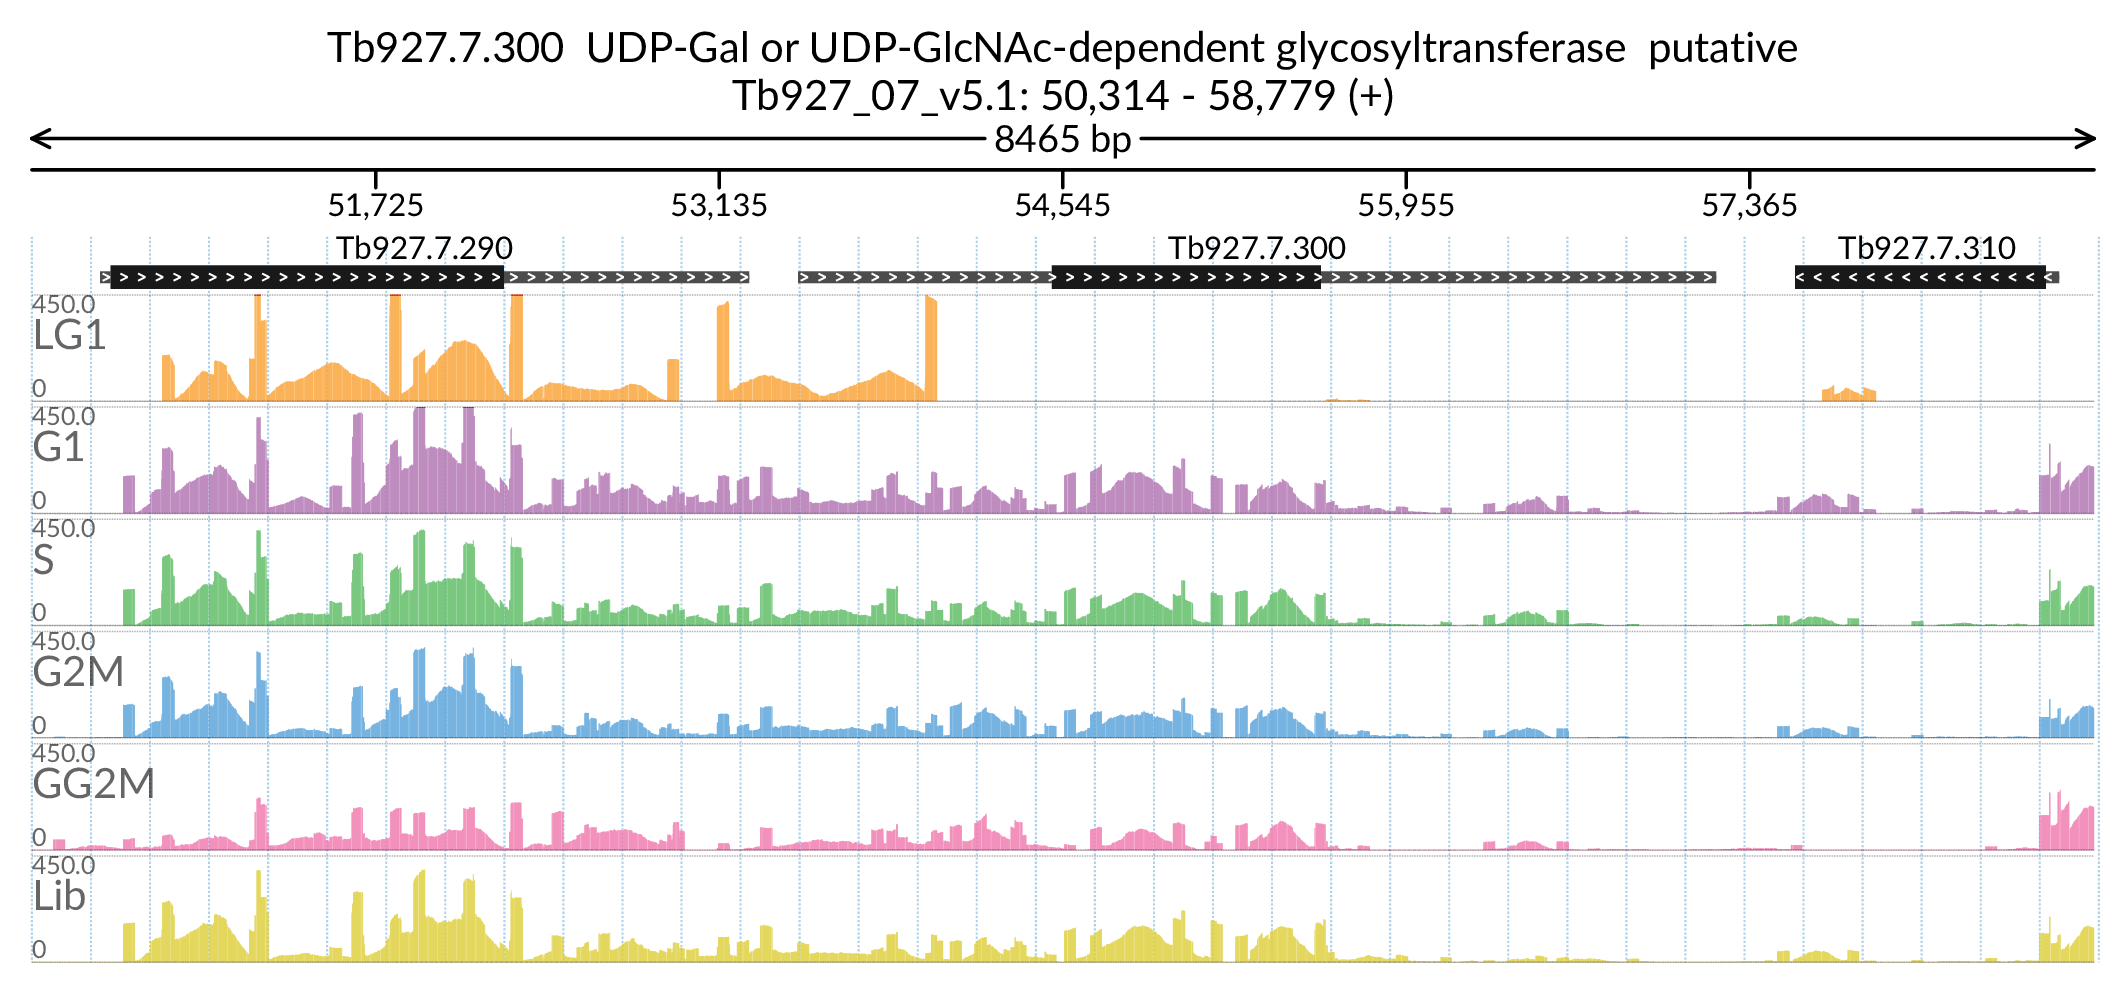 Tb927.7.300  UDP-Gal or UDP-GlcNAc-dependent glycosyltransferase  putative
Tb927_07_v5.1: 50,314 - 58,779 (+)
8465 bp
51,725 53,135 54,545 55,955 57,365
Tb927.7.290 Tb927.7.300 Tb927.7.310
450.0
LG1
0
450.0
G1
0
450.0
S
0
450.0
G2M
0
450.0
GG2M
0
450.0
Lib
0